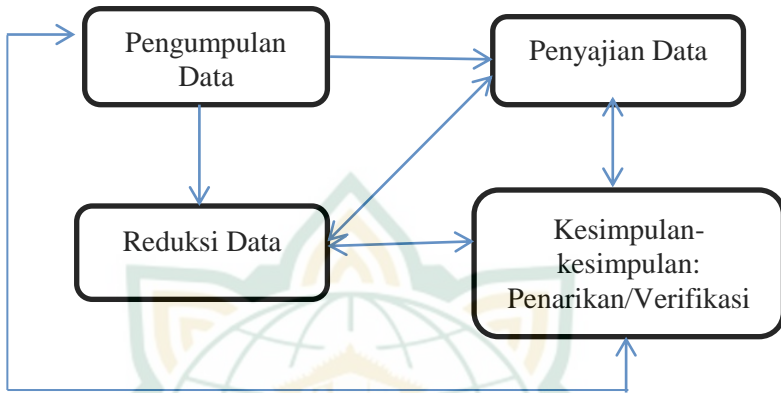 Pengumpulan
Data
Penyajian Data
Reduksi Data
Kesimpulan-
kesimpulan:
Penarikan/Verifikasi